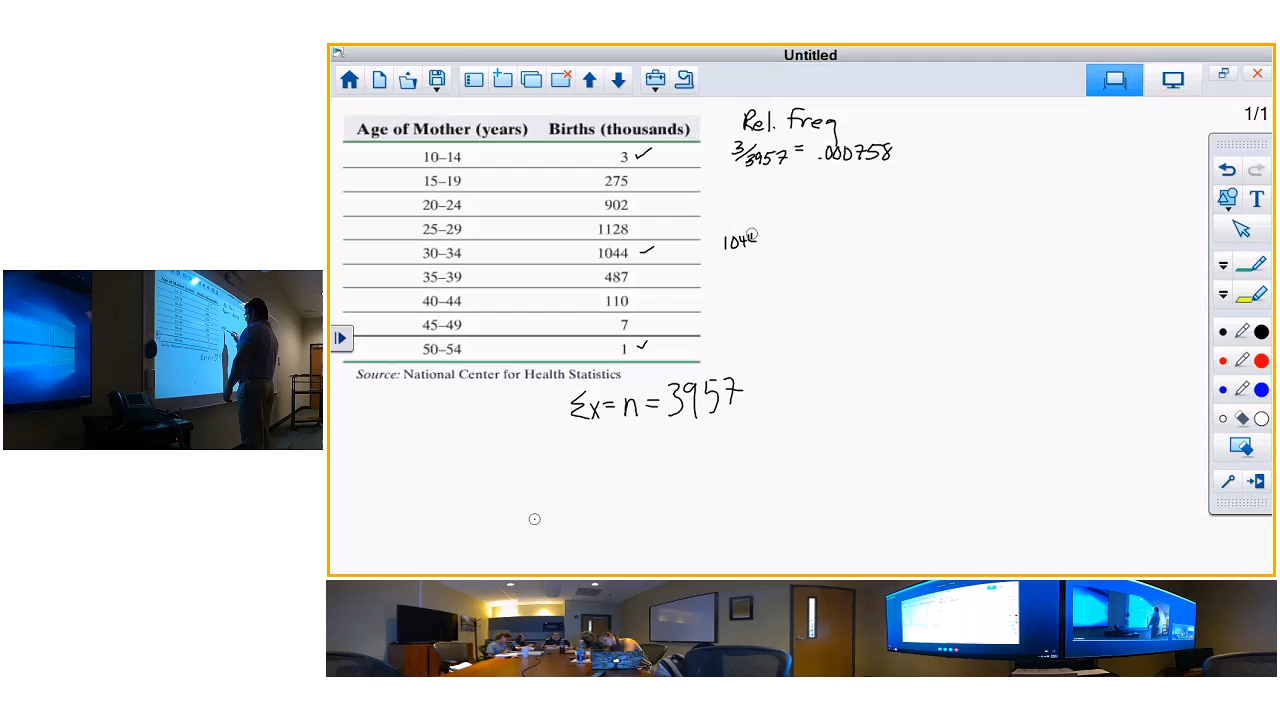 Untitled
1/1
Age of Mother (years) Births (thousands)
10–14 3 ✓
15–19 275
20–24 902
25–29 1128
30–34 1044 ✓
35–39 487
40–44 110
45–49 7
50–54 1 ✓
Source: National Center for Health Statistics
Σx = n = 3957
Rel. Freq
3/3957 = .000758
1044
T